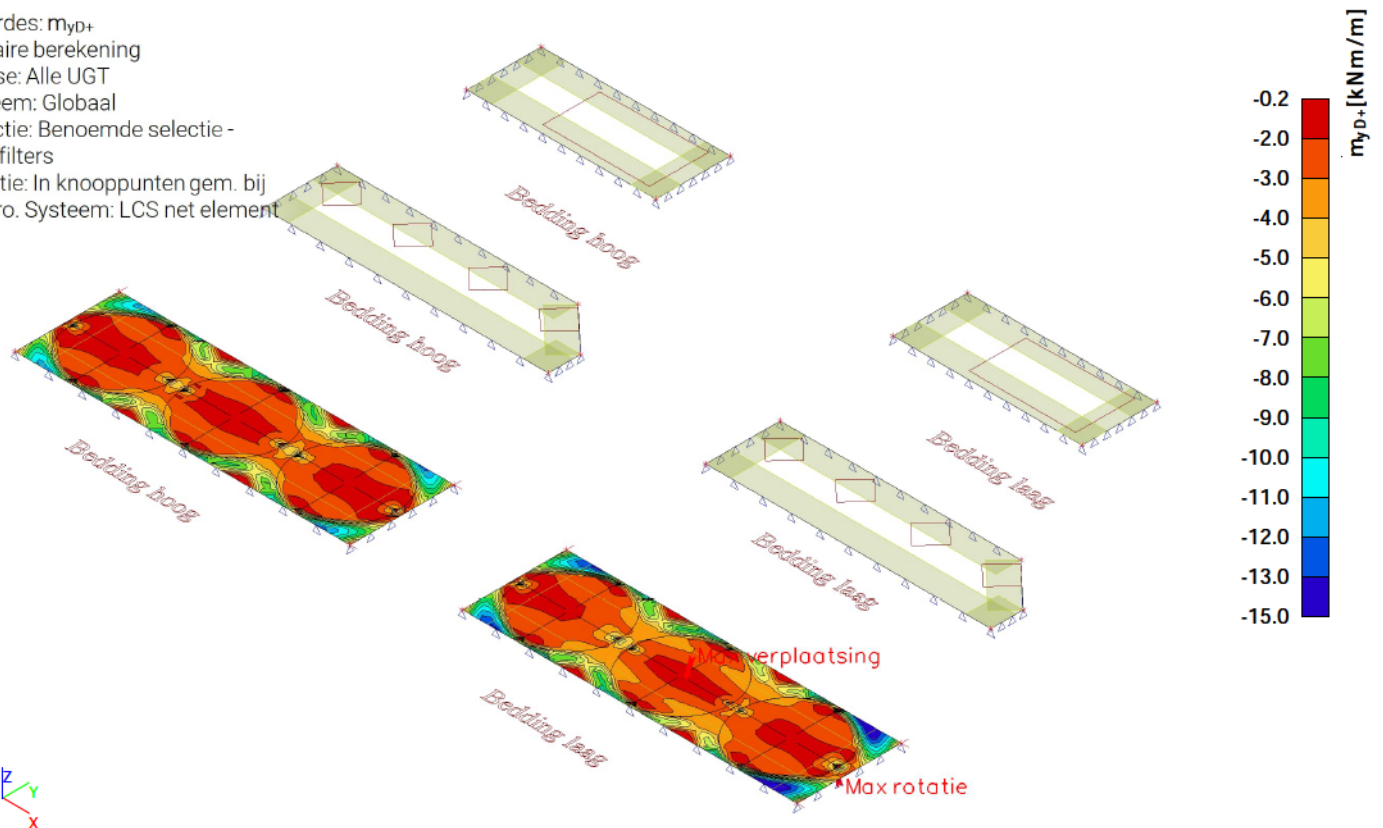 rdes: myD+
aire berekening
se: Alle UGT
eem: Globaal
ctie: Benoemde selectie -
filters
tie: In knooppunten gem. bij
ro. Systeem: LCS net element
Bedding hoog
Bedding hoog
Bedding hoog
Bedding laag
Bedding laag
Bedding laag
Max verplaatsing
Max rotatie
Z
Y
X
myD+ [kNm/m]
-0.2
-2.0
-3.0
-4.0
-5.0
-6.0
-7.0
-8.0
-9.0
-10.0
-11.0
-12.0
-13.0
-15.0